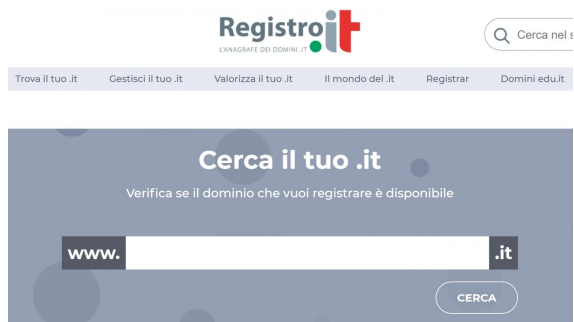 Registro.it
L'ANAGRAFE DEI DOMINI .IT
Cerca nel s
Trova il tuo .it Gestisci il tuo .it Valorizza il tuo .it Il mondo del .it Registrar Domini edu.it
Cerca il tuo .it
Verifica se il dominio che vuoi registrare è disponibile
www. .it
CERCA